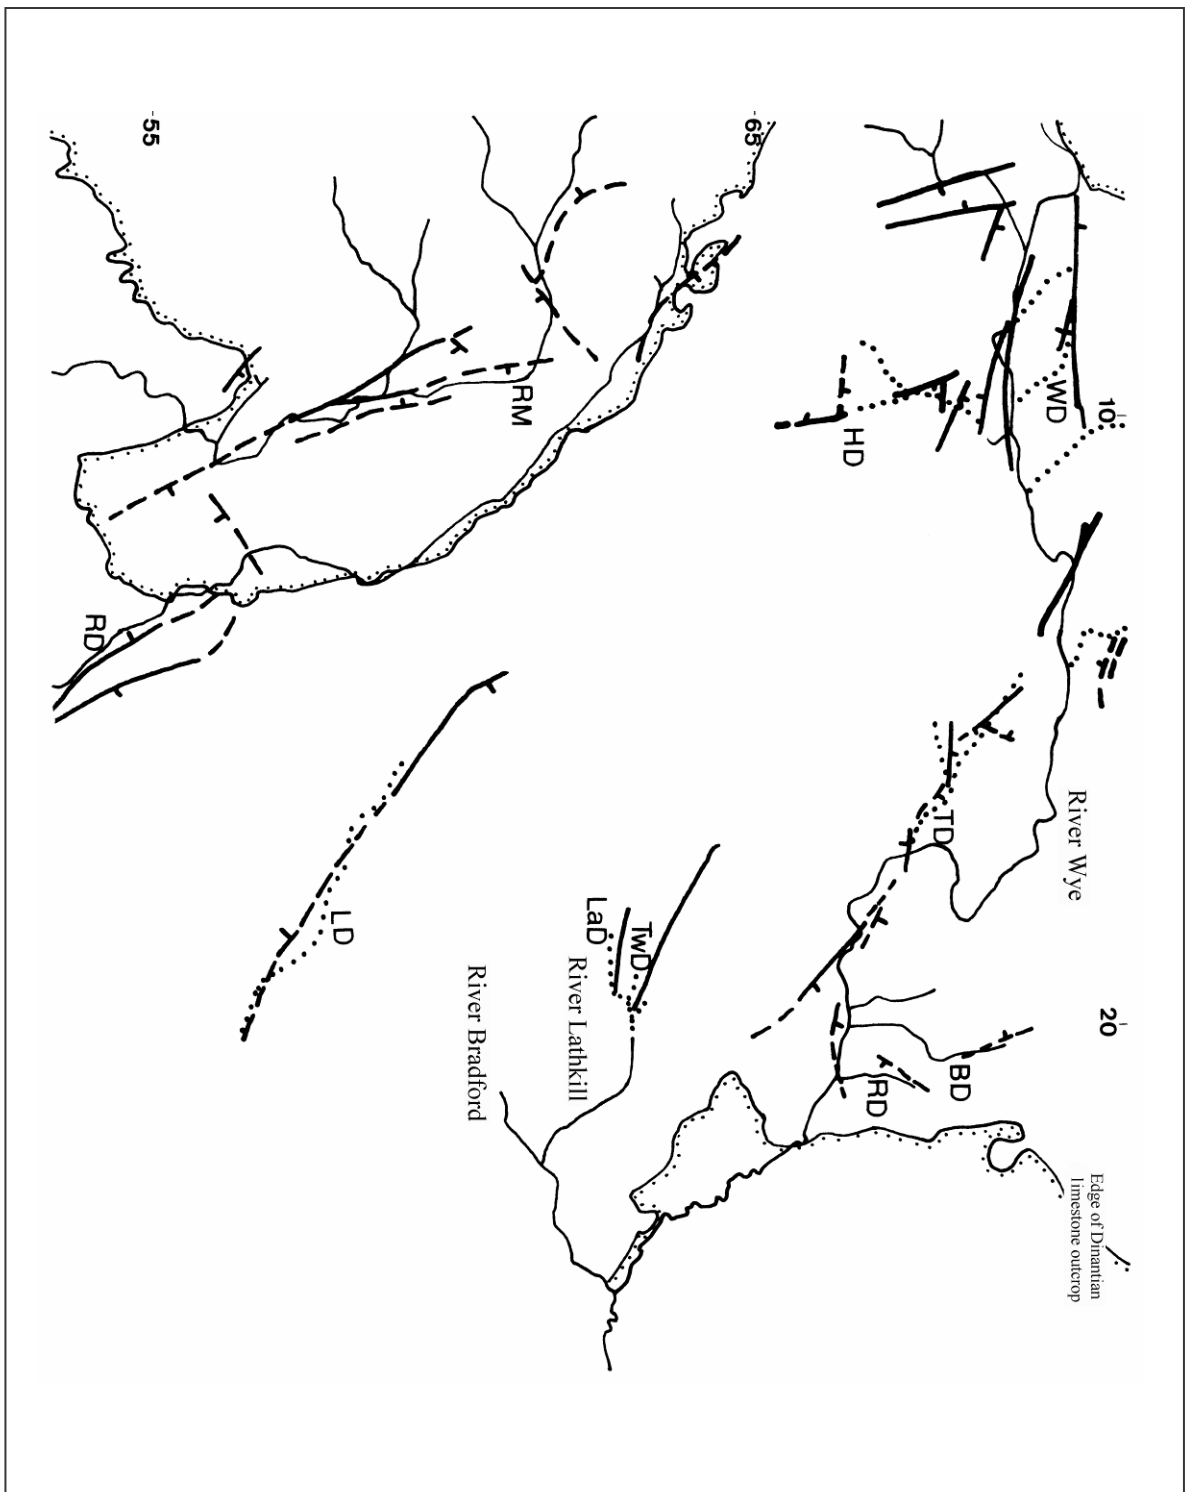 55
65
10
20
WD
HD
RM
RD
River Wye
TD
LD
LaD
TwD
River Lathkill
River Bradford
BD
RD
Edge of Dinantian
limestone outcrop